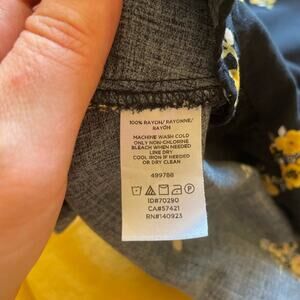 100% RAYON/ RAYONNE/
RAYÓN
MACHINE WASH COLD
ONLY NON-CHLORINE
BLEACH WHEN NEEDED
LINE DRY
COOL IRON IF NEEDED
OR DRY CLEAN
499788
ID#70290
CA#57421
RN#140923